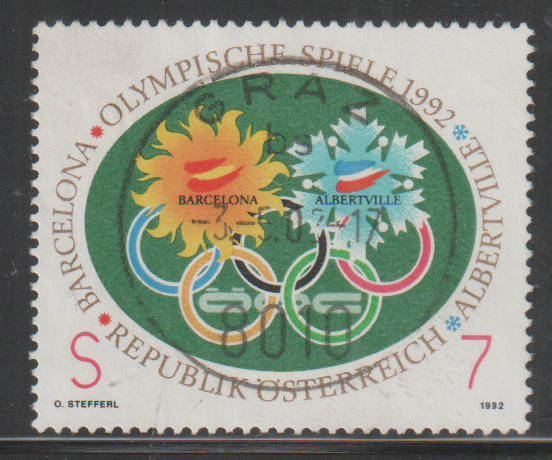 BARCELONA * OLYMPISCHE SPIELE 1992 * ALBERTVILLE
REPUBLIK ÖSTERREICH
GRAZ
BARCELONA
ALBERTVILLE
8010
S 7
O. STEFFERL
1992